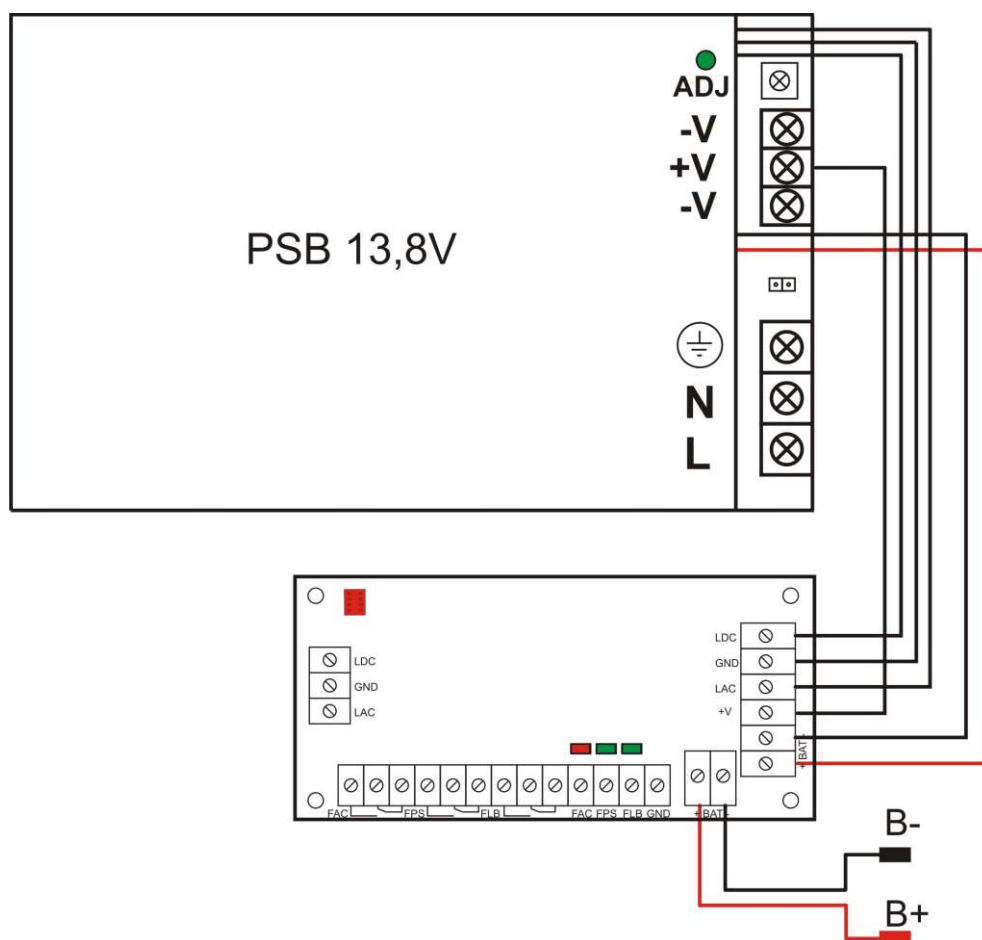 ADJ
-V
+V
-V
PSB 13,8V
N
L
LDC
GND
LAC
LDC
GND
LAC
+V
+ BAT -
FAC FPS FLB FAC FPS FLB GND
+ BAT -
B-
B+